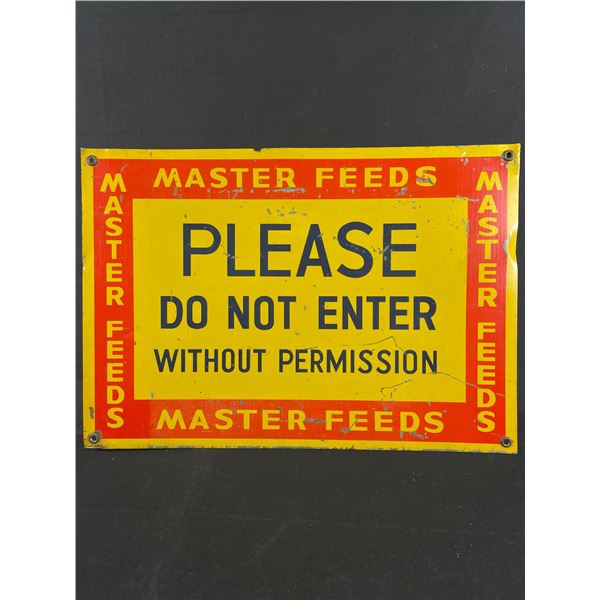 MASTER FEEDS
MASTER FEEDS
PLEASE
DO NOT ENTER
WITHOUT PERMISSION
MASTER FEEDS
MASTER FEEDS